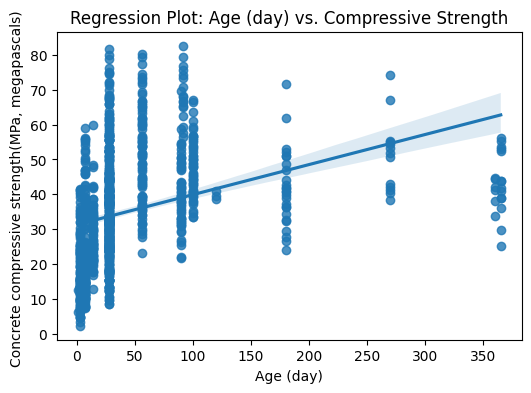 Regression Plot: Age (day) vs. Compressive Strength
Concrete compressive strength(MPa, megapascals)
80
70
60
50
40
30
20
10
0
0 50 100 150 200 250 300 350
Age (day)